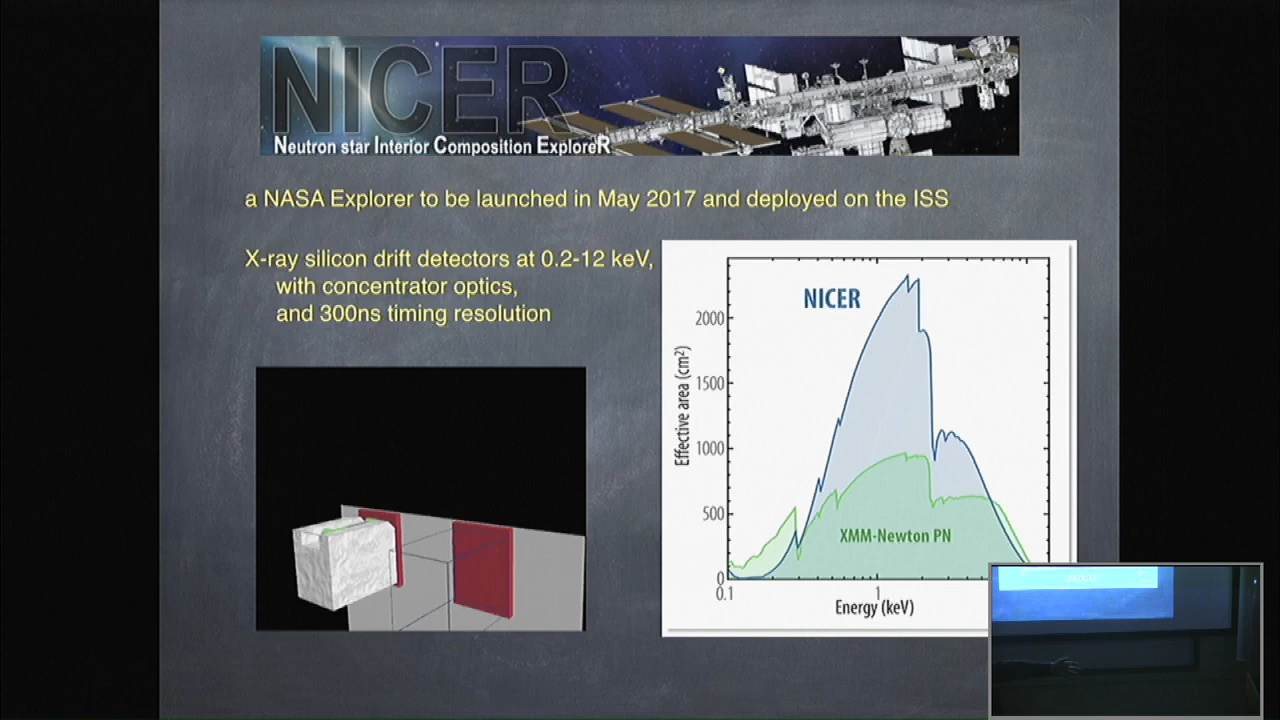 NICER
Neutron star Interior Composition ExploreR
a NASA Explorer to be launched in May 2017 and deployed on the ISS
X-ray silicon drift detectors at 0.2-12 keV,
with concentrator optics,
and 300ns timing resolution
NICER
2000
1500
1000
500
0
Effective area (cm²)
XMM-Newton PN
0.1
1
Energy (keV)